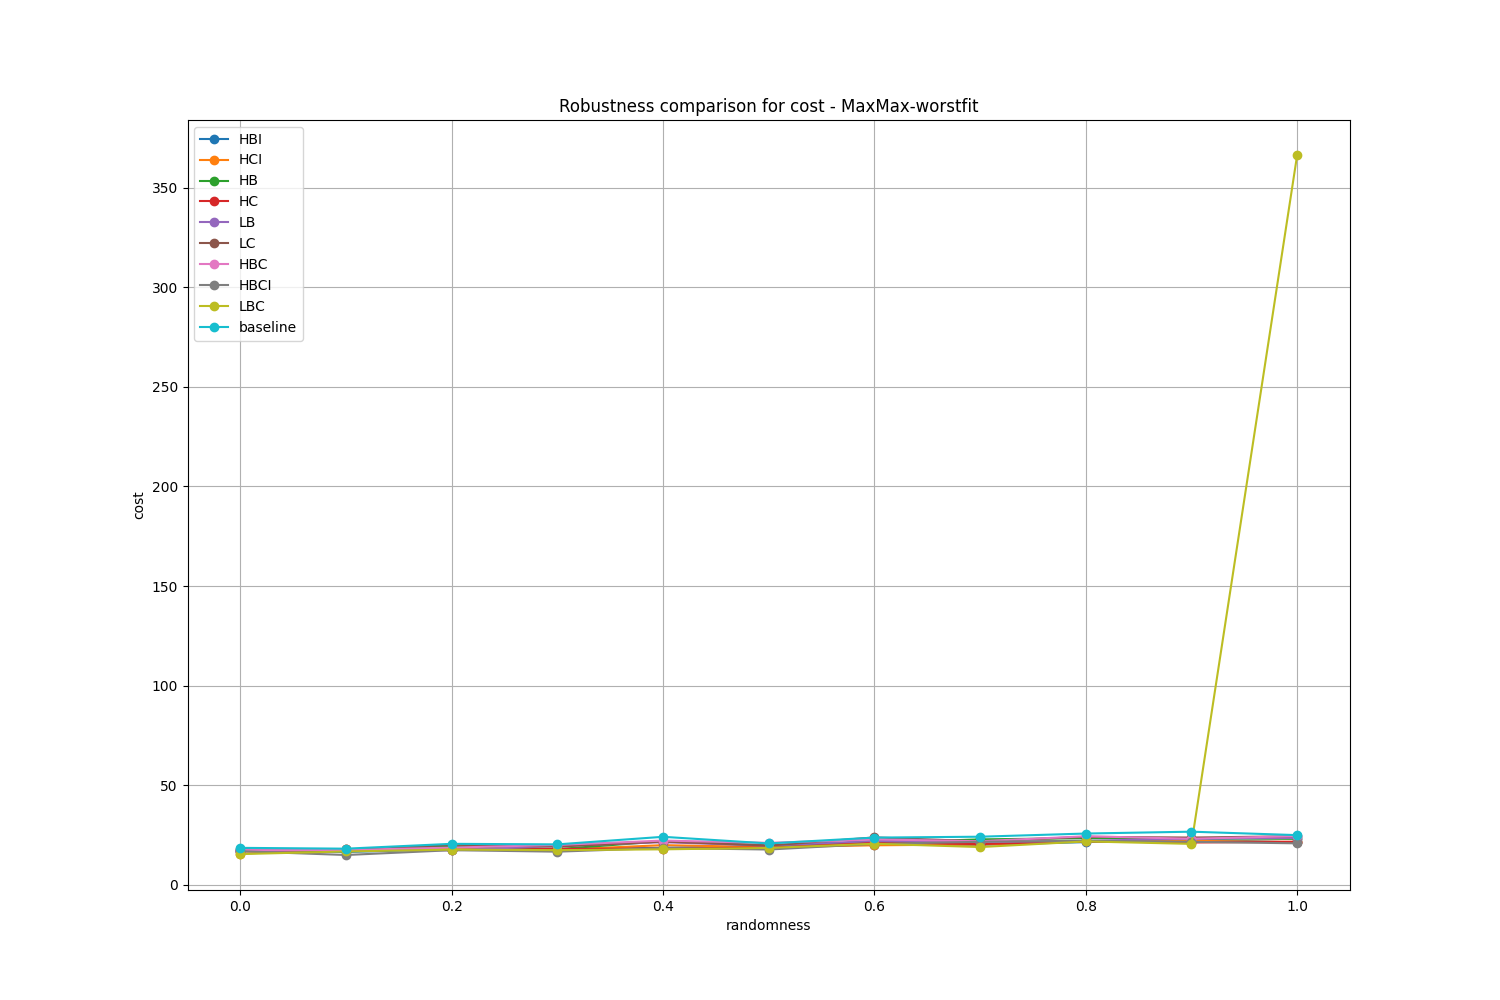 Robustness comparison for cost - MaxMax-worstfit
HBI
HCI
HB
HC
LB
LC
HBC
HBCI
LBC
baseline
350
300
250
200
150
100
50
0
cost
0.0 0.2 0.4 0.6 0.8 1.0
randomness